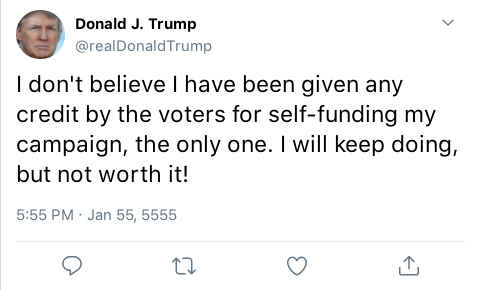 Donald J. Trump
@realDonaldTrump
I don't believe I have been given any
credit by the voters for self-funding my
campaign, the only one. I will keep doing,
but not worth it!
5:55 PM · Jan 55, 5555